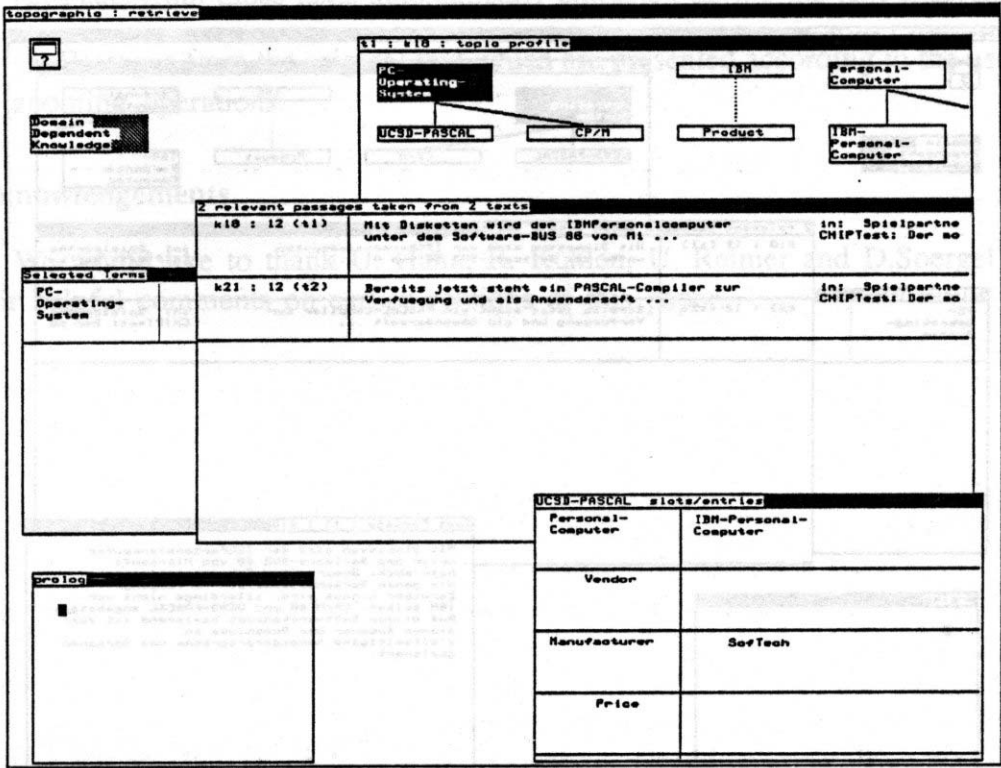 topographic : retrieve
?
Domain
Dependent
Knowledge
t1 : k18 : topic profile
PC-
Operating-
System
IBM
Personal-
Computer
UCSD-PASCAL
CP/M
Product
IBM-
Personal-
Computer
2 relevant passages taken from 2 texts
k18 : 12 (t1) Mit Disketten wird der IBMPersonalcomputer in: Spielpartne
unter dem Software-BUS 86 von Mi ... CHIPTest: Der mo
k21 : 12 (t2) Bereits jetzt steht ein PASCAL-Compiler zur in: Spielpartne
Verfuegung und als Anwendersoft ... CHIPTest: Der mo
Selected Terms
PC-
Operating-
System
UCSD-PASCAL slots/entries
Personal- IBM-Personal-
Computer Computer
Vendor
Manufacturer SofTech
Price
prolog